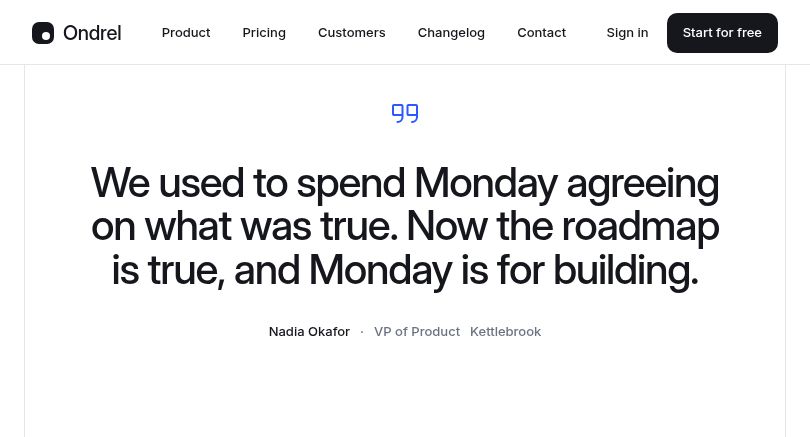 Ondrel
Product
Pricing
Customers
Changelog
Contact
Sign in
Start for free
We used to spend Monday agreeing
on what was true. Now the roadmap
is true, and Monday is for building.
Nadia Okafor · VP of Product Kettlebrook